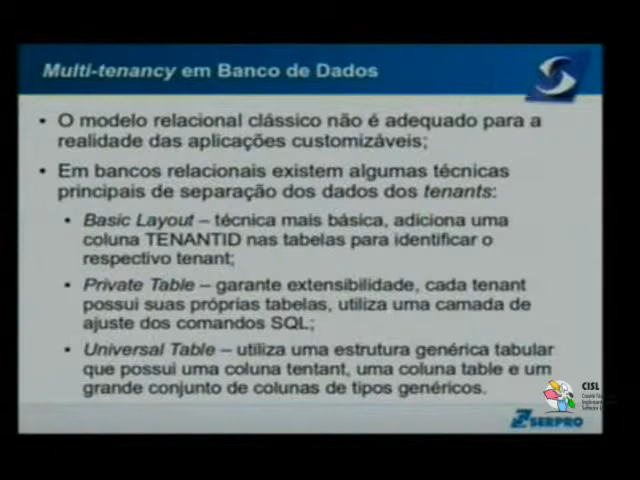 Multi-tenancy em Banco de Dados
• O modelo relacional clássico não é adequado para a
realidade das aplicações customizáveis;
• Em bancos relacionais existem algumas técnicas
principais de separação dos dados dos tenants:
• Basic Layout – técnica mais básica, adiciona uma
coluna TENANTID nas tabelas para identificar o
respectivo tenant;
• Private Table – garante extensibilidade, cada tenant
possui suas próprias tabelas, utiliza uma camada de
ajuste dos comandos SQL;
• Universal Table – utiliza uma estrutura genérica tabular
que possui uma coluna tentant, uma coluna table e um
grande conjunto de colunas de tipos genéricos.
CISL
SERPRO